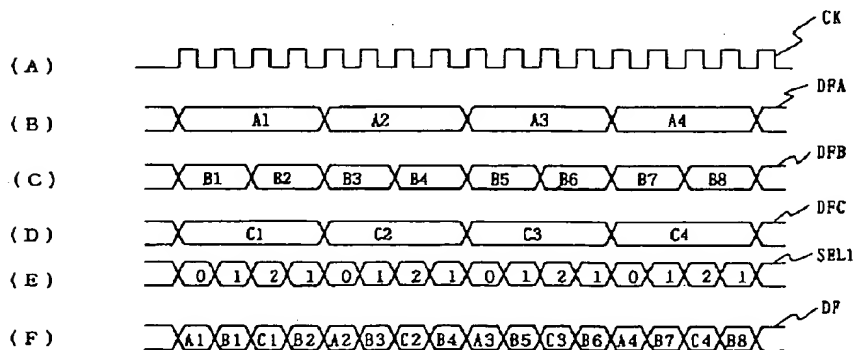 CK
(A)
DFA
(B) A1 A2 A3 A4
DFB
(C) B1 B2 B3 B4 B5 B6 B7 B8
DFC
(D) C1 C2 C3 C4
SEL1
(E) 0 1 2 1 0 1 2 1 0 1 2 1 0 1 2 1
DF
(F) A1 B1 C1 B2 A2 B3 C2 B4 A3 B5 C3 B6 A4 B7 C4 B8